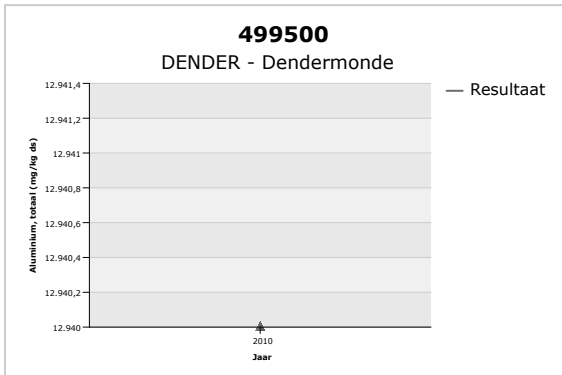 499500
DENDER - Dendermonde
Resultaat
Aluminium, totaal (mg/kg ds)
12.941,4
12.941,2
12.941
12.940,8
12.940,6
12.940,4
12.940,2
12.940
2010
Jaar